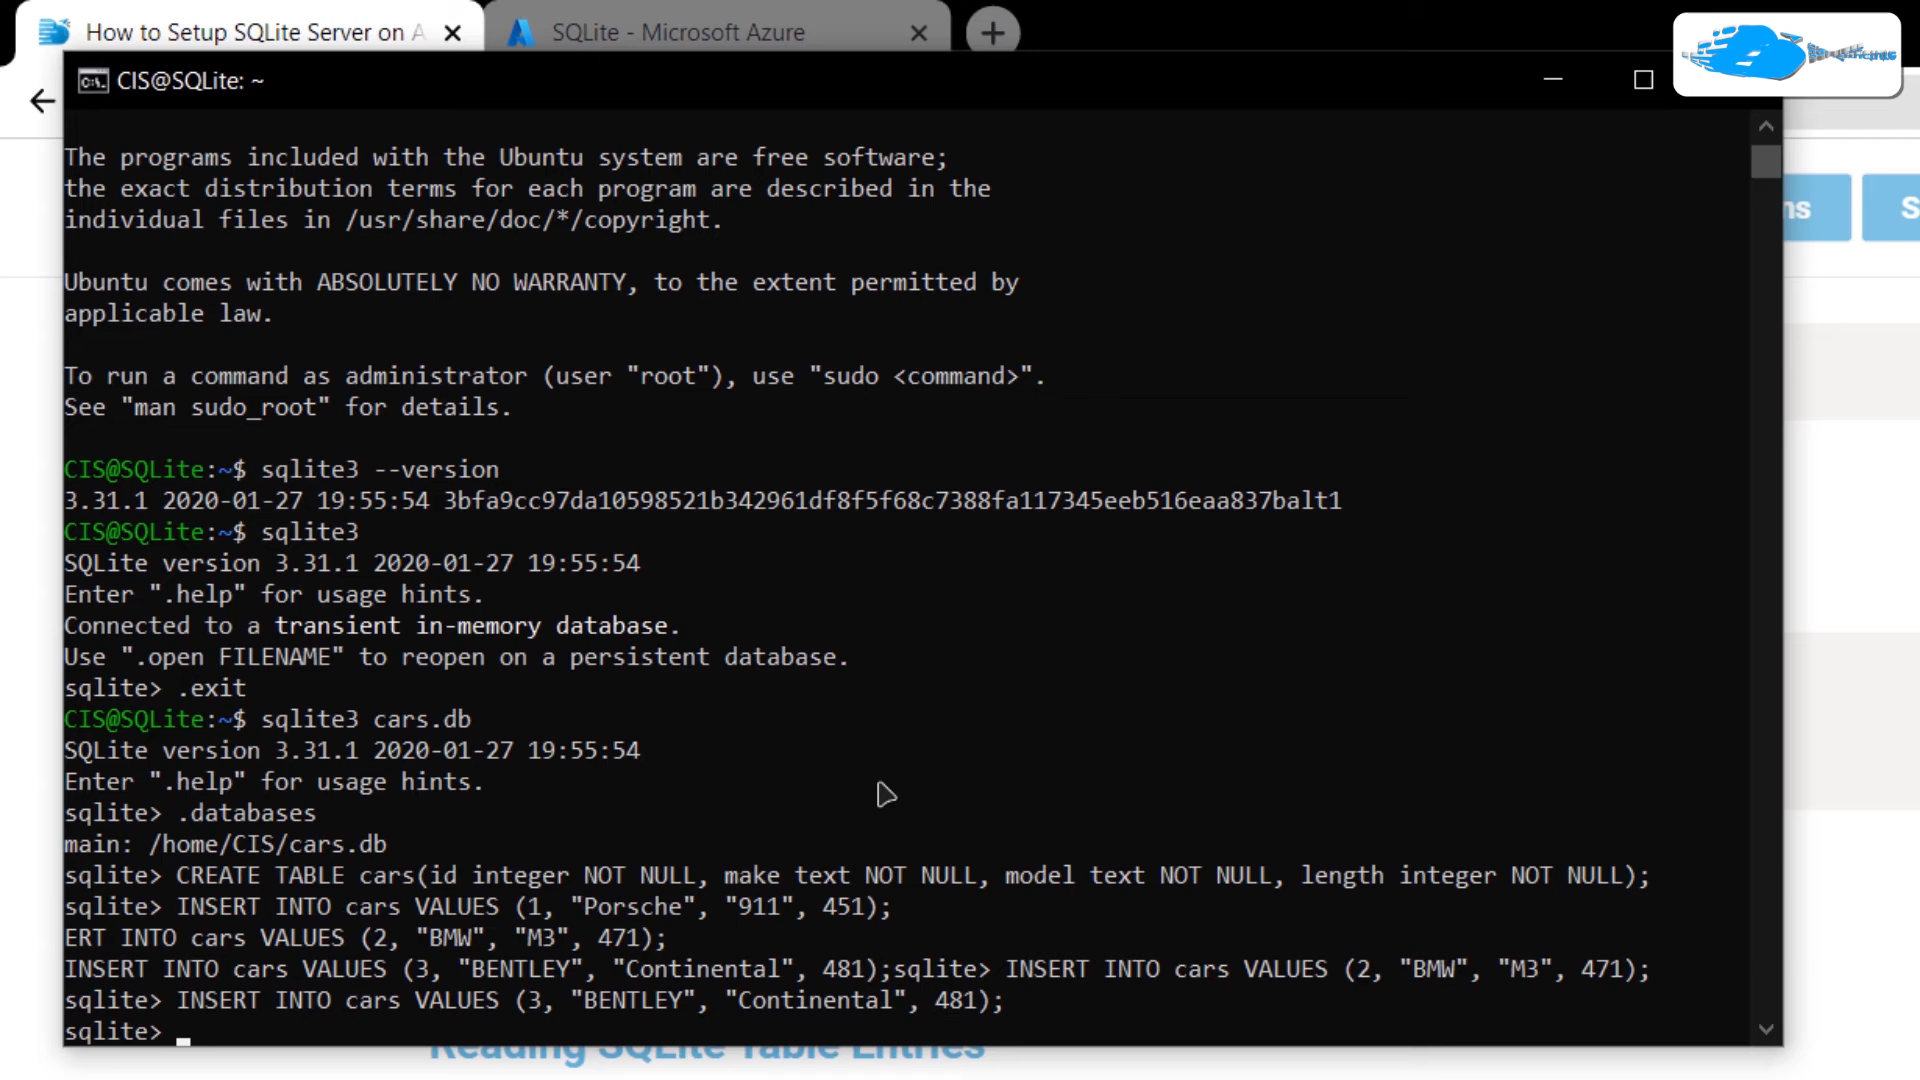 How to Setup SQLite Server on A
SQLite - Microsoft Azure
CIS@SQLite: ~
The programs included with the Ubuntu system are free software;
the exact distribution terms for each program are described in the
individual files in /usr/share/doc/*/copyright.
Ubuntu comes with ABSOLUTELY NO WARRANTY, to the extent permitted by
applicable law.
To run a command as administrator (user "root"), use "sudo <command>".
See "man sudo_root" for details.
CIS@SQLite:~$ sqlite3 --version
3.31.1 2020-01-27 19:55:54 3bfa9cc97da10598521b342961df8f5f68c7388fa117345eeb516eaa837balt1
CIS@SQLite:~$ sqlite3
SQLite version 3.31.1 2020-01-27 19:55:54
Enter ".help" for usage hints.
Connected to a transient in-memory database.
Use ".open FILENAME" to reopen on a persistent database.
sqlite> .exit
CIS@SQLite:~$ sqlite3 cars.db
SQLite version 3.31.1 2020-01-27 19:55:54
Enter ".help" for usage hints.
sqlite> .databases
main: /home/CIS/cars.db
sqlite> CREATE TABLE cars(id integer NOT NULL, make text NOT NULL, model text NOT NULL, length integer NOT NULL);
sqlite> INSERT INTO cars VALUES (1, "Porsche", "911", 451);
ERT INTO cars VALUES (2, "BMW", "M3", 471);
INSERT INTO cars VALUES (3, "BENTLEY", "Continental", 481);sqlite> INSERT INTO cars VALUES (2, "BMW", "M3", 471);
sqlite> INSERT INTO cars VALUES (3, "BENTLEY", "Continental", 481);
sqlite>
Reading SQLite Table Entries